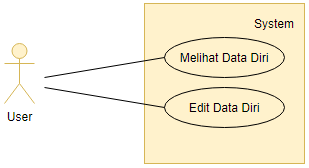 System
Melihat Data Diri
Edit Data Diri
User